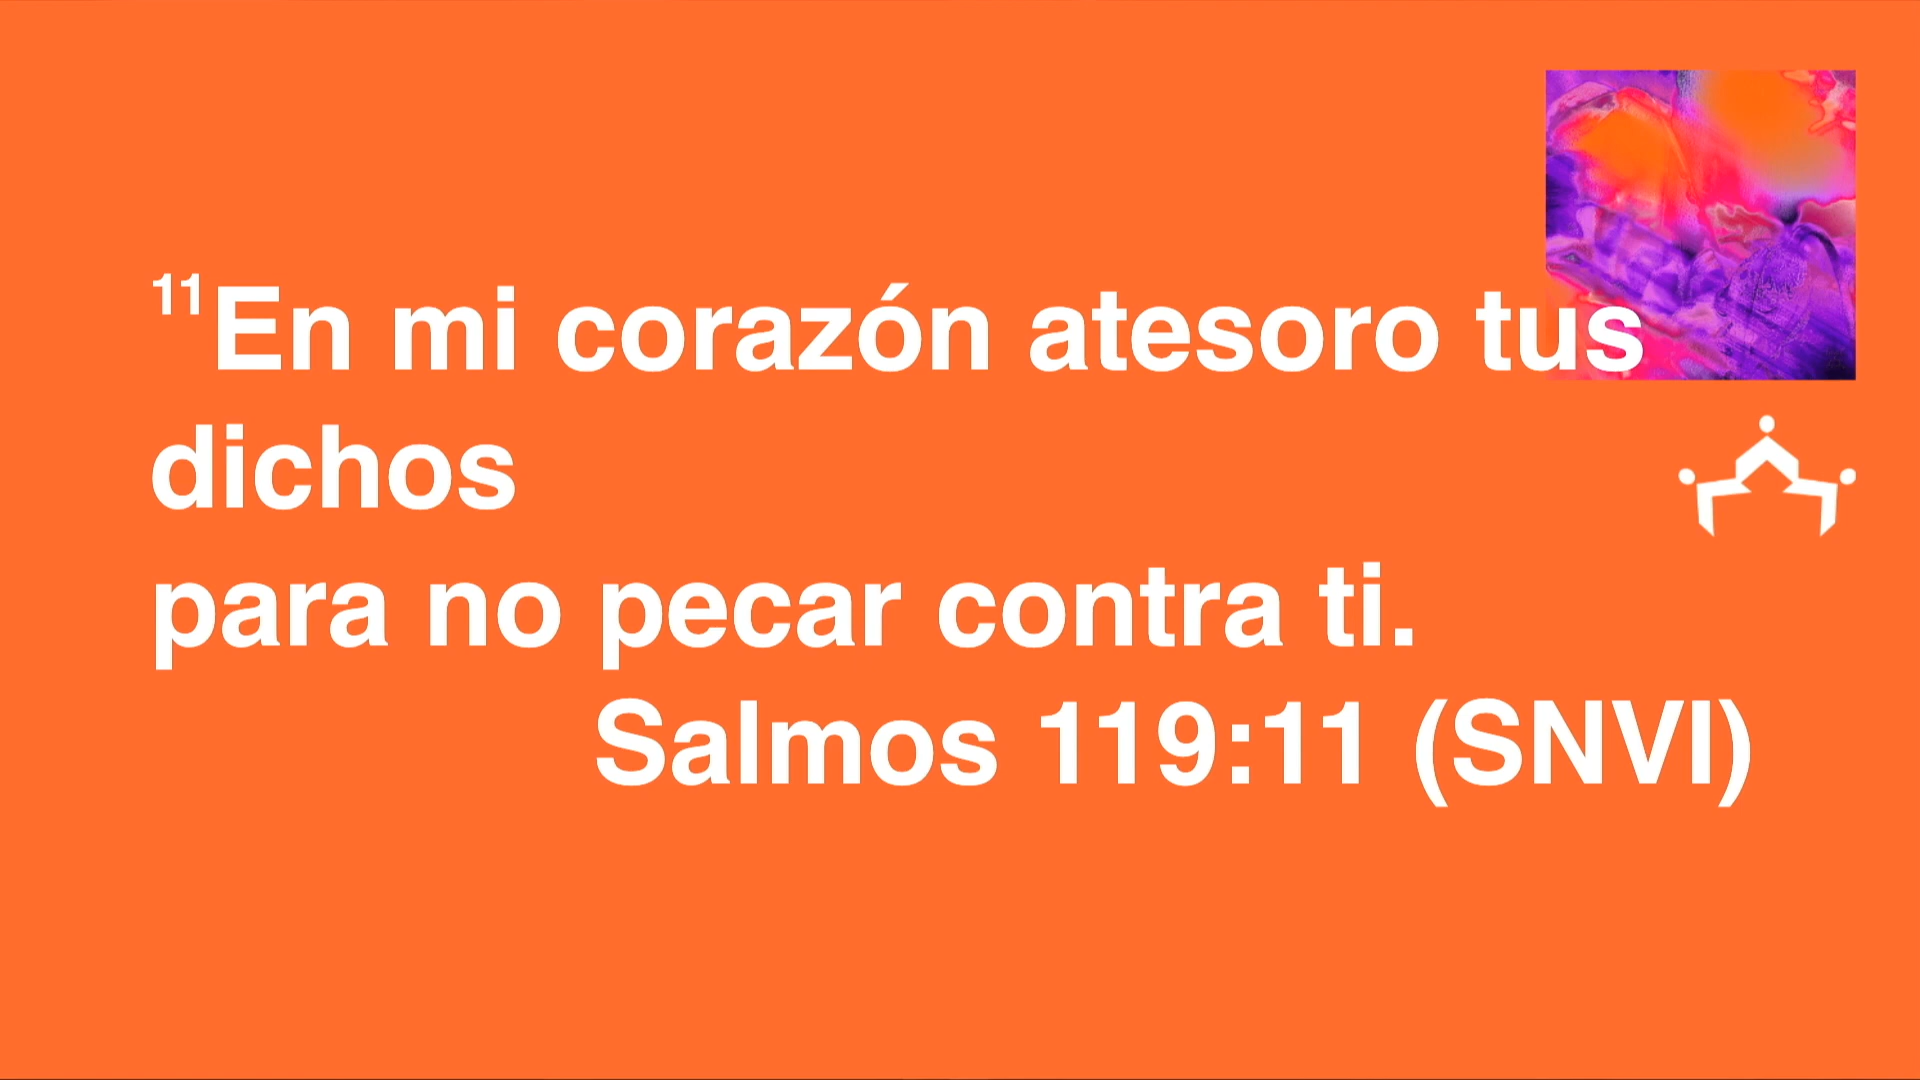 ¹¹En mi corazón atesoro tus
dichos
para no pecar contra ti.
Salmos 119:11 (SNVI)